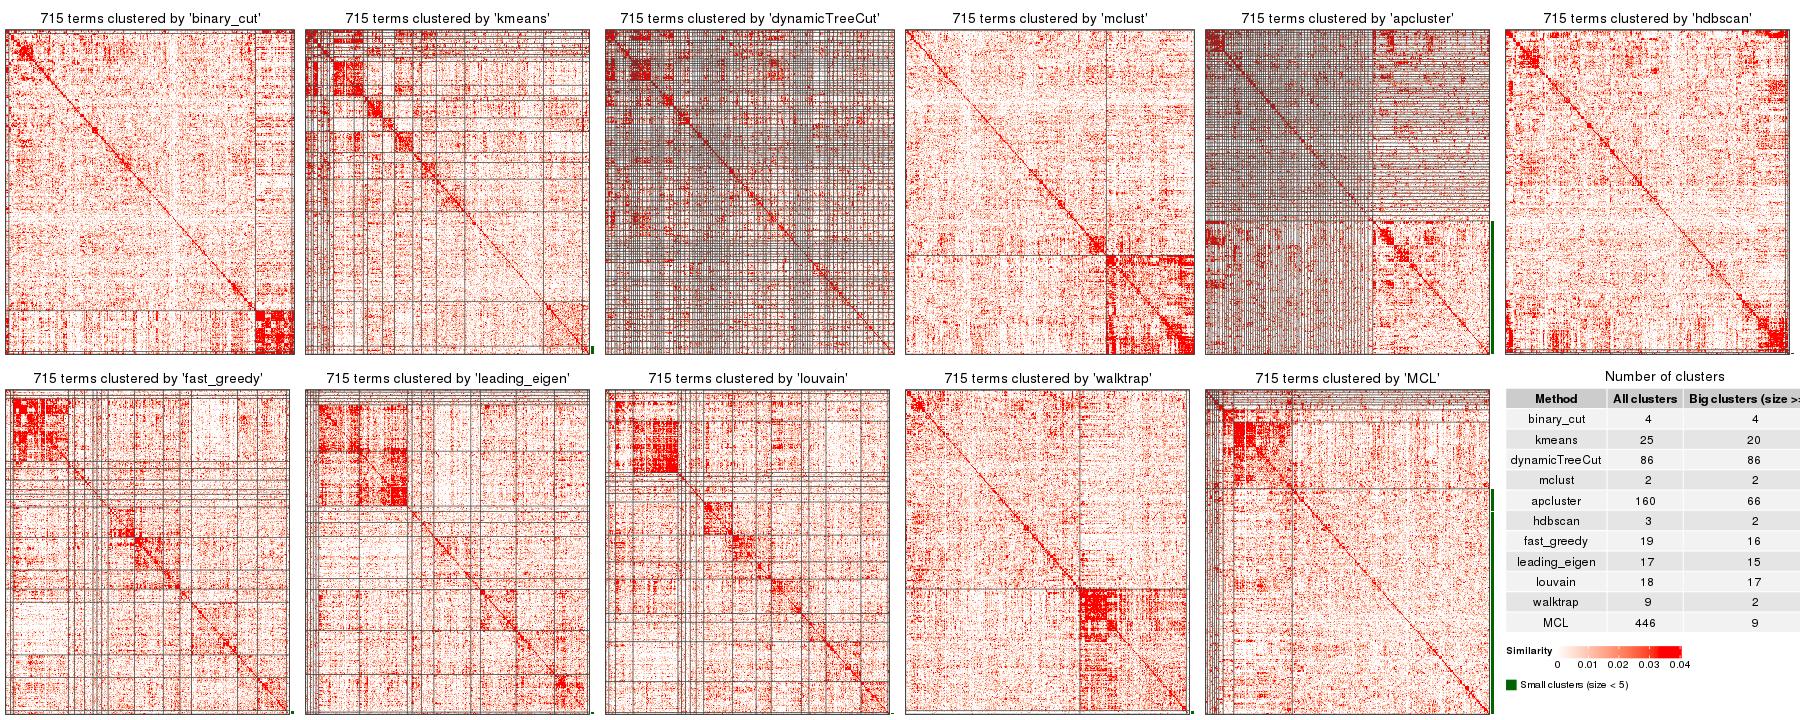 715 terms clustered by 'binary_cut'
715 terms clustered by 'kmeans'
715 terms clustered by 'dynamicTreeCut'
715 terms clustered by 'mclust'
715 terms clustered by 'apcluster'
715 terms clustered by 'hdbscan'
715 terms clustered by 'fast_greedy'
715 terms clustered by 'leading_eigen'
715 terms clustered by 'louvain'
715 terms clustered by 'walktrap'
715 terms clustered by 'MCL'
Number of clusters
Method All clusters Big clusters (size >=
binary_cut 4 4
kmeans 25 20
dynamicTreeCut 86 86
mclust 2 2
apcluster 160 66
hdbscan 3 2
fast_greedy 19 16
leading_eigen 17 15
louvain 18 17
walktrap 9 2
MCL 446 9
Similarity
0 0.01 0.02 0.03 0.04
Small clusters (size < 5)